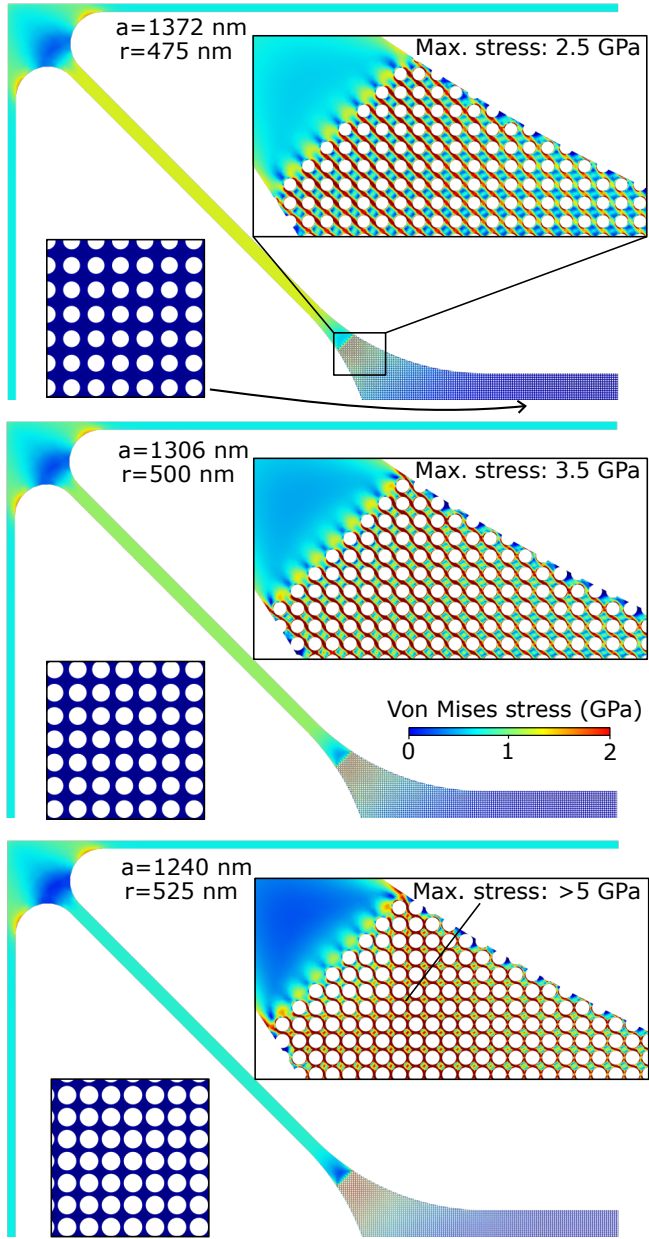 a=1372 nm
r=475 nm
Max. stress: 2.5 GPa
a=1306 nm
r=500 nm
Max. stress: 3.5 GPa
Von Mises stress (GPa)
0 1 2
a=1240 nm
r=525 nm
Max. stress: >5 GPa